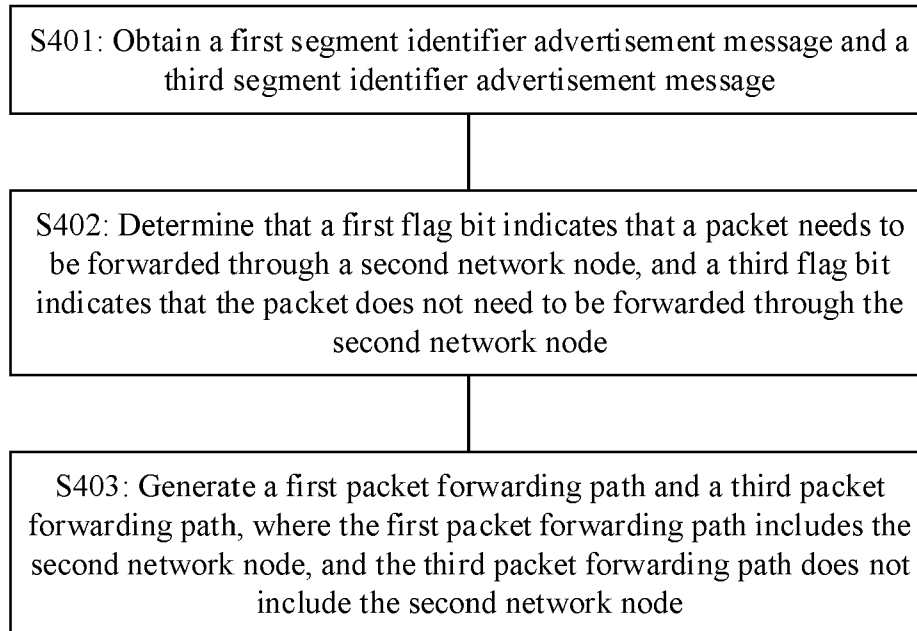 S401: Obtain a first segment identifier advertisement message and a
third segment identifier advertisement message
S402: Determine that a first flag bit indicates that a packet needs to
be forwarded through a second network node, and a third flag bit
indicates that the packet does not need to be forwarded through the
second network node
S403: Generate a first packet forwarding path and a third packet
forwarding path, where the first packet forwarding path includes the
second network node, and the third packet forwarding path does not
include the second network node